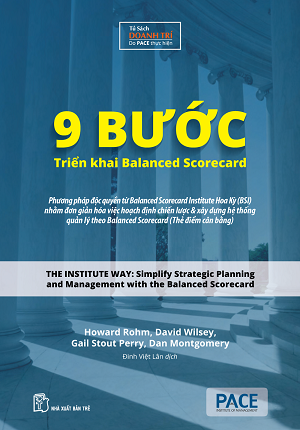 Tủ Sách
DOANH TRÍ
Do PACE thực hiện
9 BƯỚC
Triển khai Balanced Scorecard
Phương pháp độc quyền từ Balanced Scorecard Institute Hoa Kỳ (BSI)
nhằm đơn giản hóa việc hoạch định chiến lược & xây dựng hệ thống
quản lý theo Balanced Scorecard (Thẻ điểm cân bằng)
THE INSTITUTE WAY: Simplify Strategic Planning
and Management with the Balanced Scorecard
Howard Rohm, David Wilsey,
Gail Stout Perry, Dan Montgomery
Đinh Việt Lân dịch
NHÀ XUẤT BẢN TRẺ
PACE
INSTITUTE OF MANAGEMENT